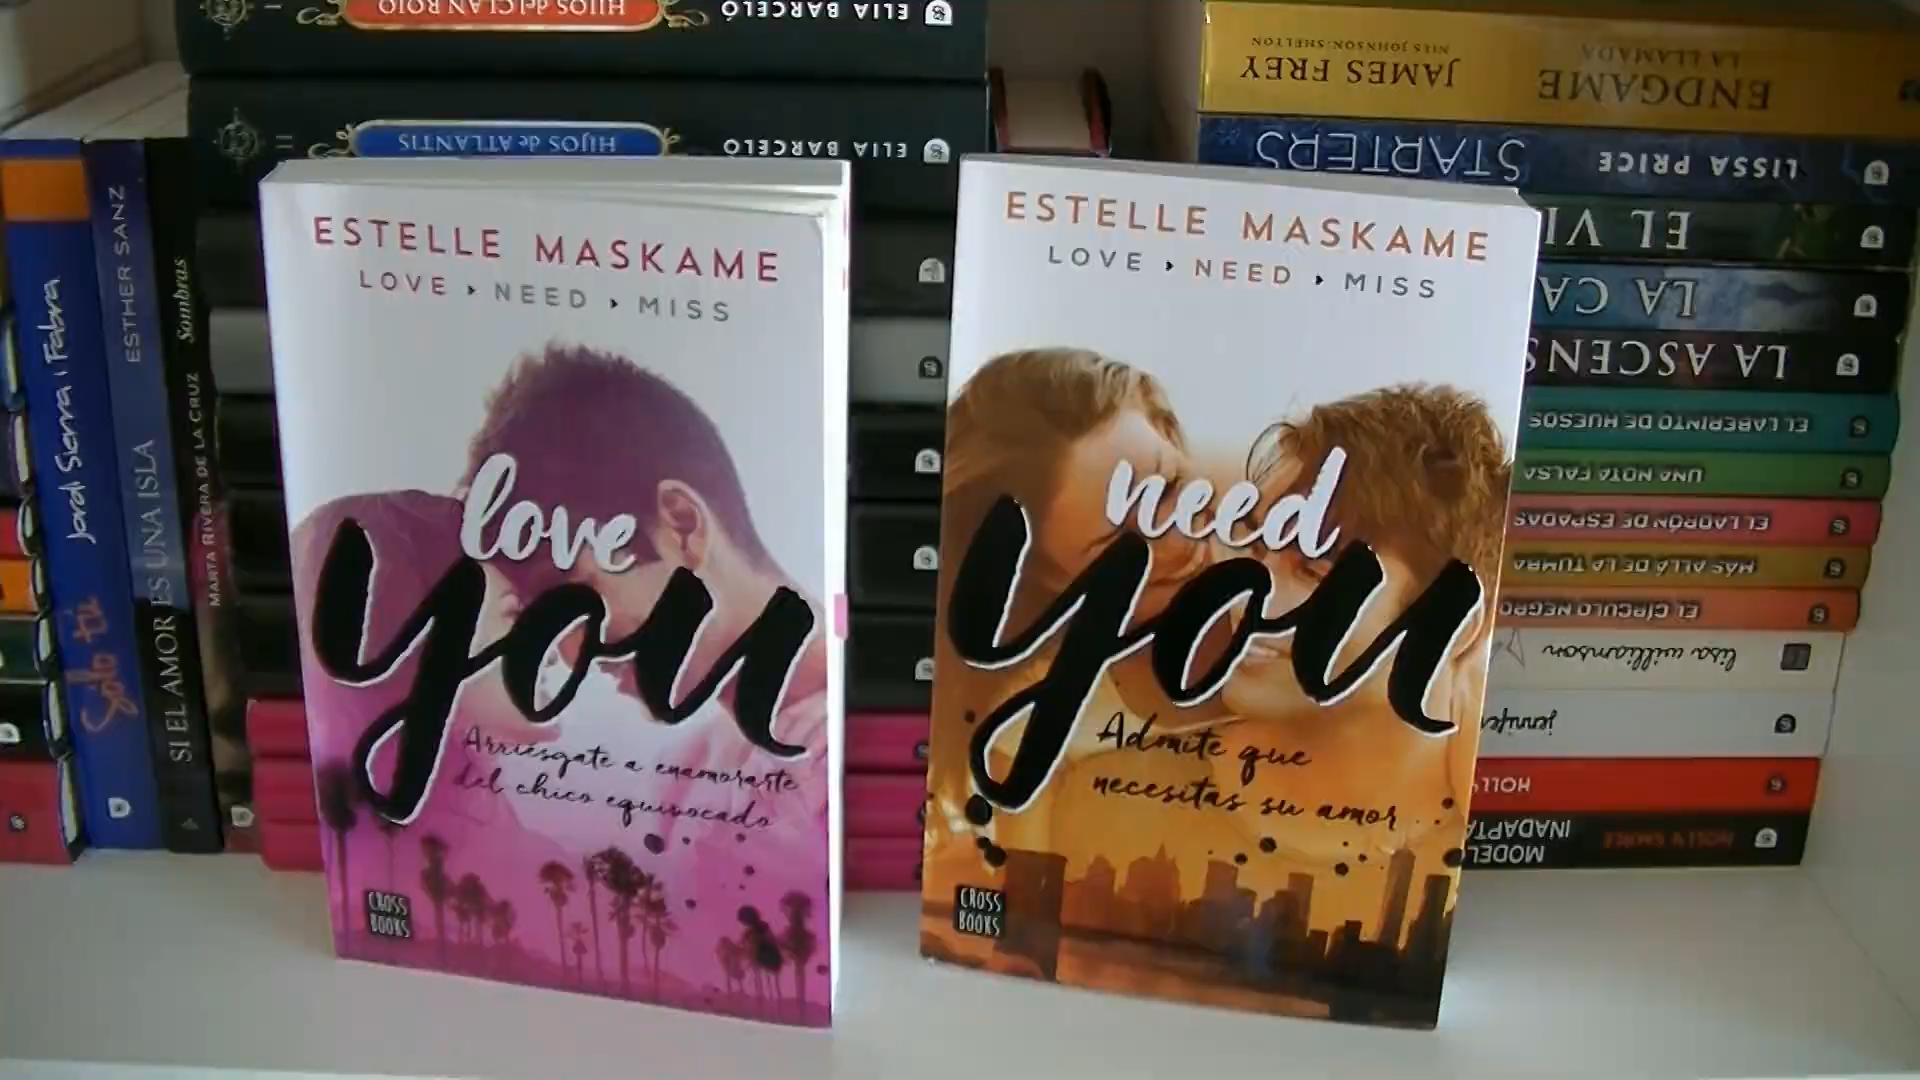 ESTELLE MASKAME
LOVE › NEED › MISS
love
you
Arriésgate a enamorarte
del chico equivocado
CROSS
BOOKS
ESTELLE MASKAME
LOVE › NEED › MISS
need
you
Admite que
necesitas su amor
CROSS
BOOKS
Jordi Sierra i Fabra
Sólo tú
ESTHER SANZ
SI EL AMOR ES UNA ISLA
Sombras
MARTA RIVERA DE LA CRUZ
HIJOS del CLAN ROJO
ELIA BARCELÓ
II
HIJOS de ATLANTIS
ELIA BARCELÓ
JAMES FREY
NILS JOHNSON-SHELTON
ENDGAME
LA LLAMADA
STARTERS
LISSA PRICE
EL VI
LA CA
LA ASCENS
EL LABERINTO DE HUESOS
UNA NOTA FALSA
EL LADRÓN DE ESPADAS
MÁS ALLÁ DE LA TUMBA
EL CÍRCULO NEGRO
lisa williamson
jennifer
HOLLY
MODEL
INADAPTA
HOLLY SMALE